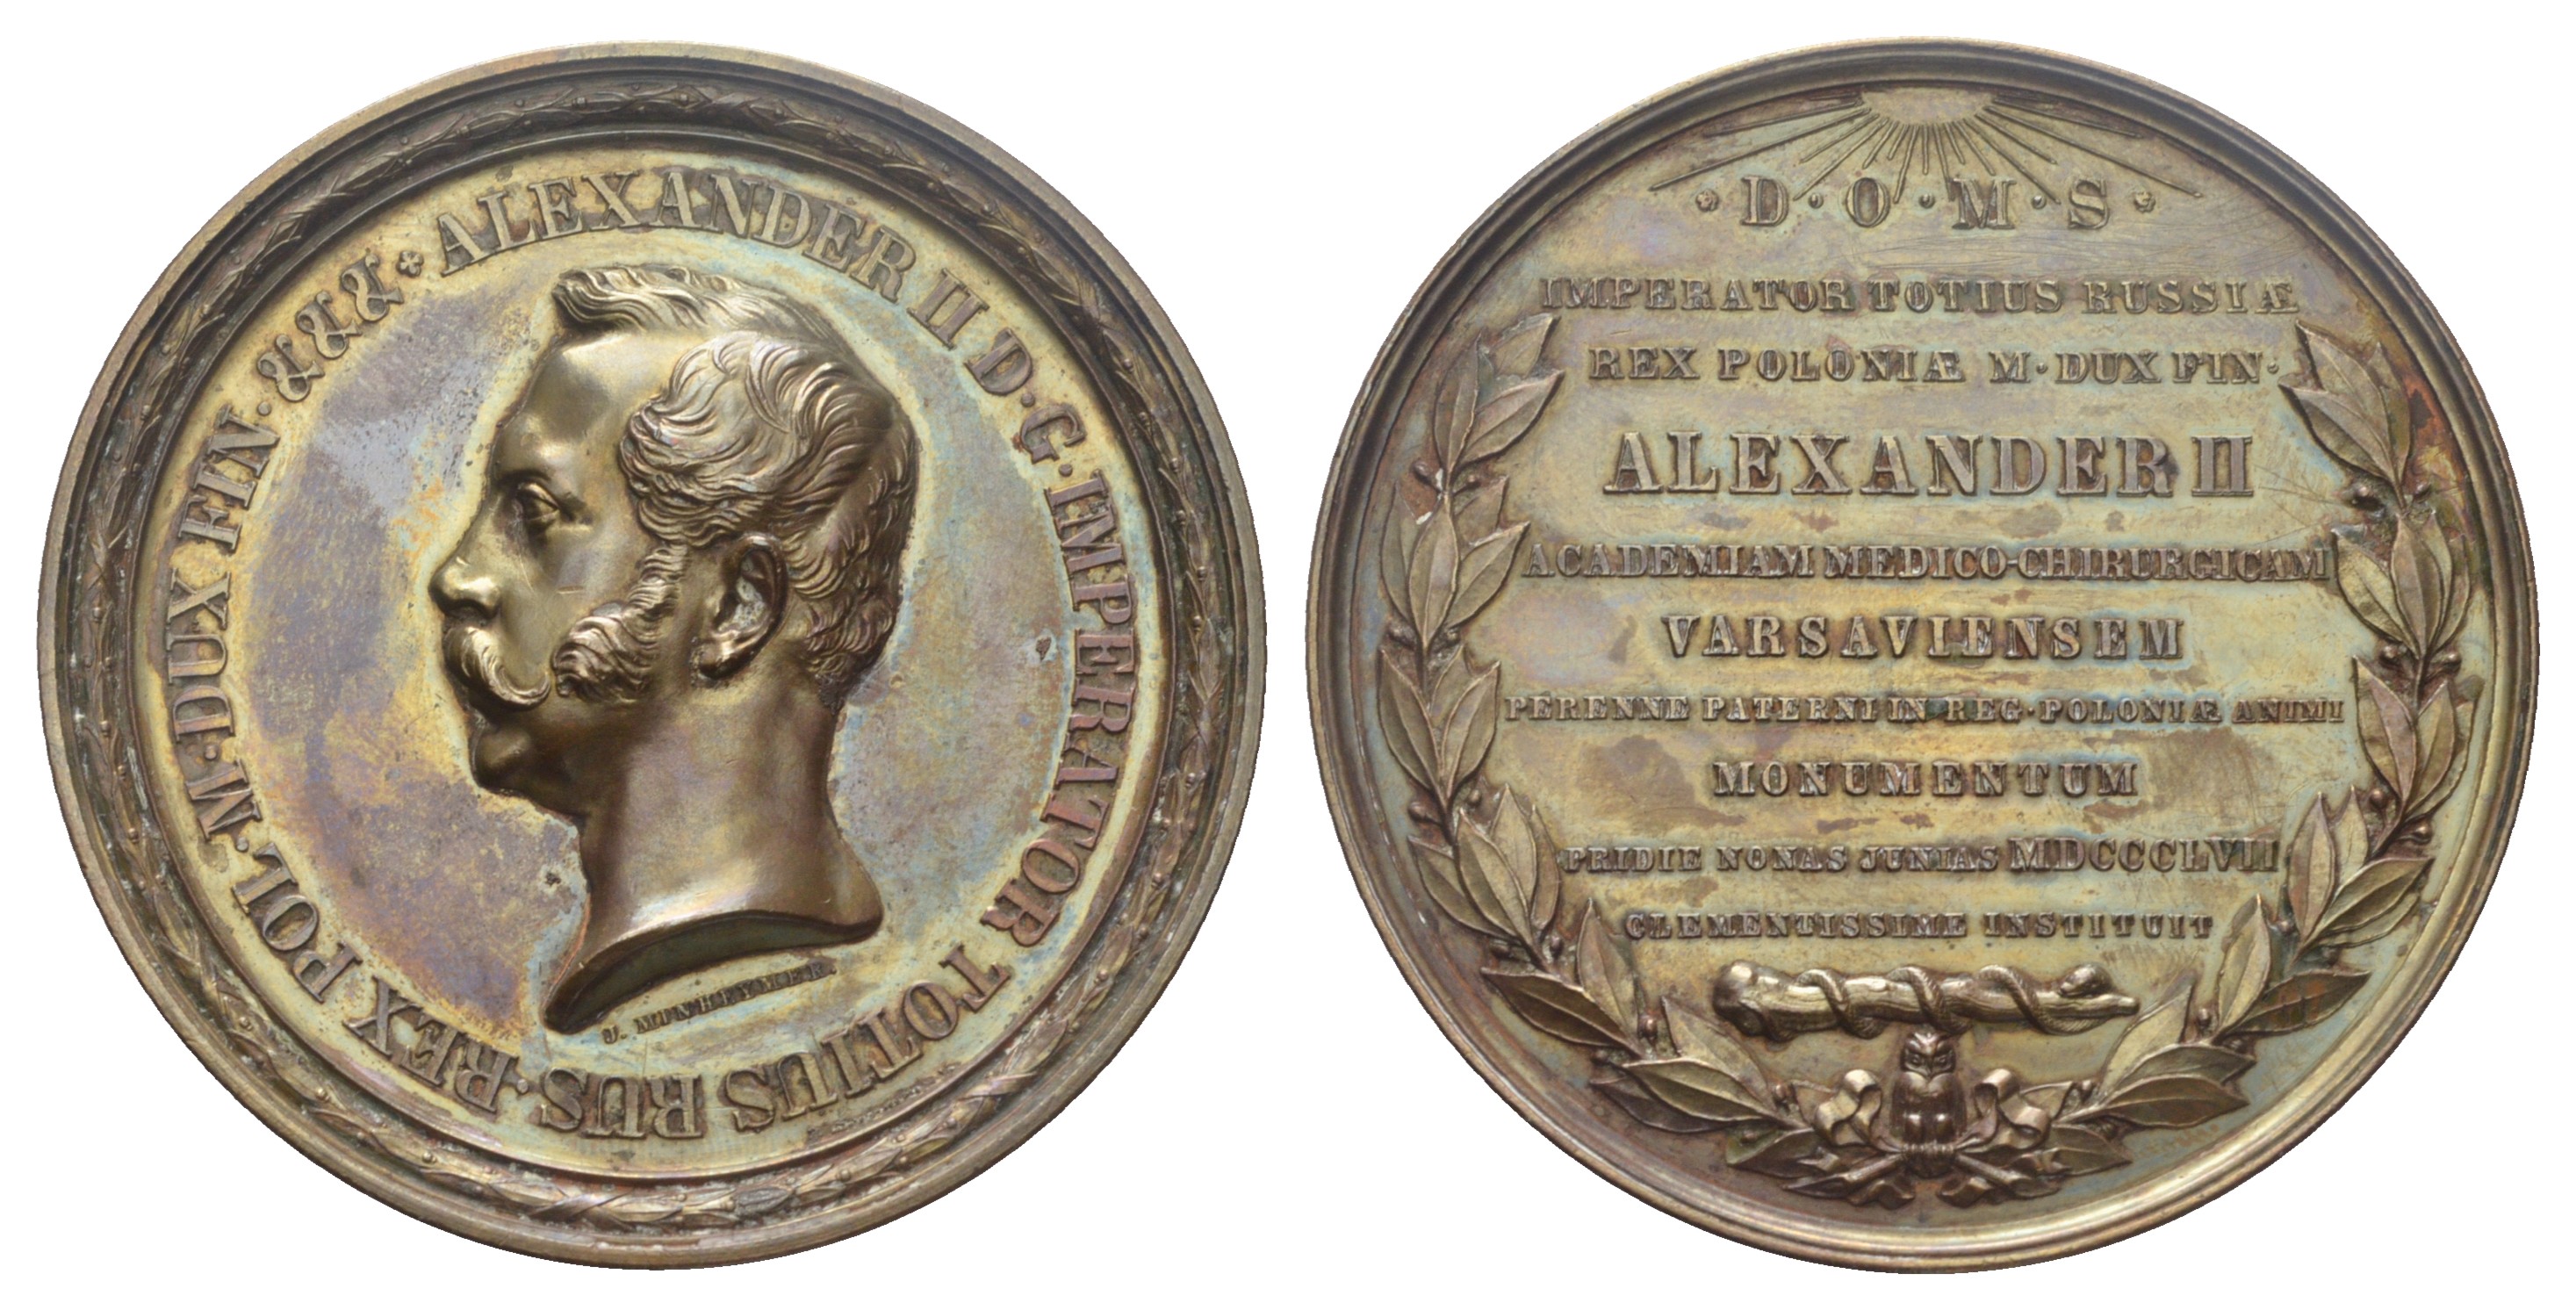 ALEXANDER II D·G·IMPERATOR TOTIUS RUS·REX POL·M·DUX FIN·&&&·
J. MINHEYMER.
D·O·M·S
IMPERATOR TOTIUS RUSSIÆ
REX POLONIÆ M·DUX FIN·
ALEXANDER II
ACADEMIAM MEDICO-CHIRURGICAM
VARSAVIENSEM
PERENNE PATERNI IN REG·POLONIÆ ANIMI
MONUMENTUM
PRIDIE NONAS JUNIAS MDCCCLVII
CLEMENTISSIME INSTITUIT